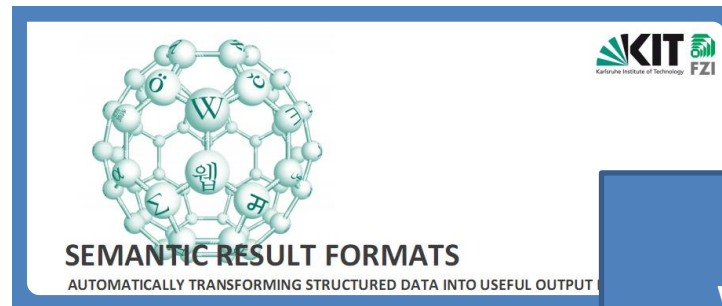 KIT
Karlsruhe Institute of Technology
FZI
Ö
W
웹
Σ
म
SEMANTIC RESULT FORMATS
AUTOMATICALLY TRANSFORMING STRUCTURED DATA INTO USEFUL OUTPUT